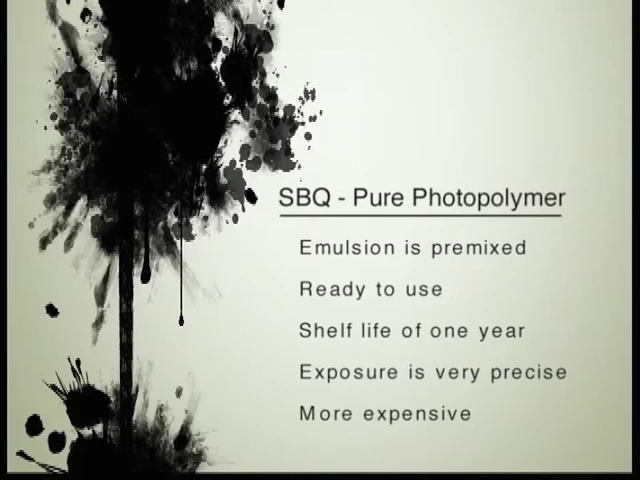 SBQ - Pure Photopolymer
Emulsion is premixed
Ready to use
Shelf life of one year
Exposure is very precise
More expensive